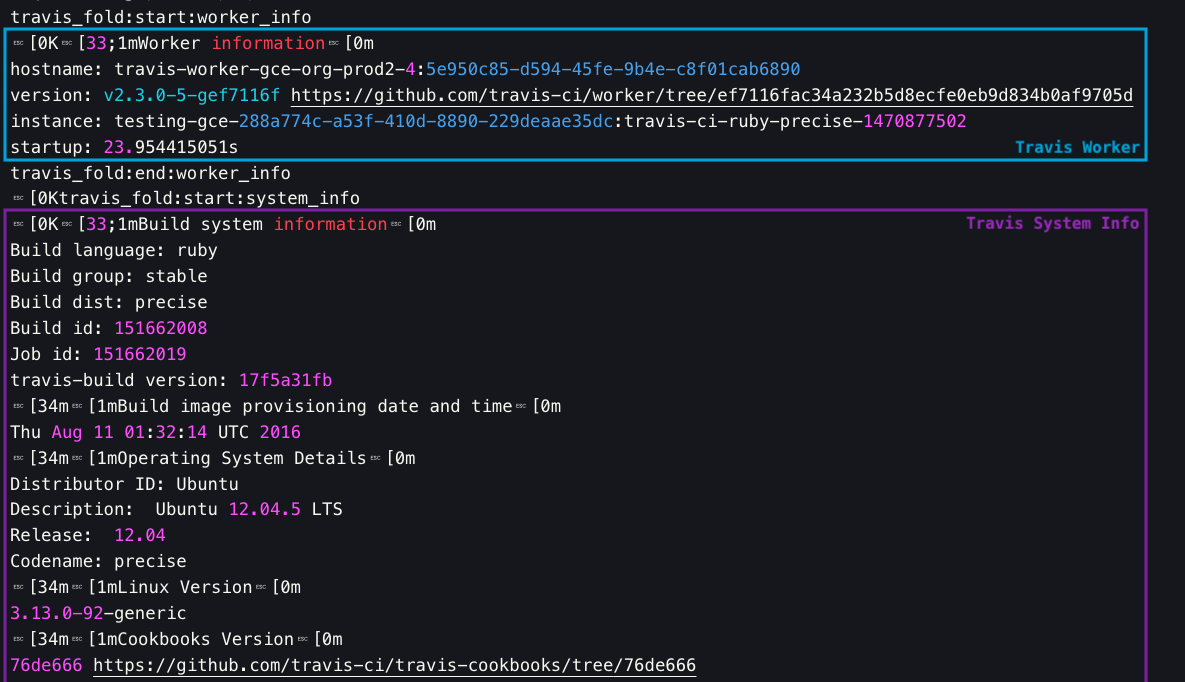 travis_fold:start:worker_info
ESC[0KESC[33;1mWorker informationESC[0m
hostname: travis-worker-gce-org-prod2-4:5e950c85-d594-45fe-9b4e-c8f01cab6890
version: v2.3.0-5-gef7116f https://github.com/travis-ci/worker/tree/ef7116fac34a232b5d8ecfe0eb9d834b0af9705d
instance: testing-gce-288a774c-a53f-410d-8890-229deaae35dc:travis-ci-ruby-precise-1470877502
startup: 23.954415051s
Travis Worker
travis_fold:end:worker_info
ESC[0Ktravis_fold:start:system_info
ESC[0KESC[33;1mBuild system informationESC[0m
Travis System Info
Build language: ruby
Build group: stable
Build dist: precise
Build id: 151662008
Job id: 151662019
travis-build version: 17f5a31fb
ESC[34mESC[1mBuild image provisioning date and timeESC[0m
Thu Aug 11 01:32:14 UTC 2016
ESC[34mESC[1mOperating System DetailsESC[0m
Distributor ID: Ubuntu
Description:  Ubuntu 12.04.5 LTS
Release:  12.04
Codename: precise
ESC[34mESC[1mLinux VersionESC[0m
3.13.0-92-generic
ESC[34mESC[1mCookbooks VersionESC[0m
76de666 https://github.com/travis-ci/travis-cookbooks/tree/76de666